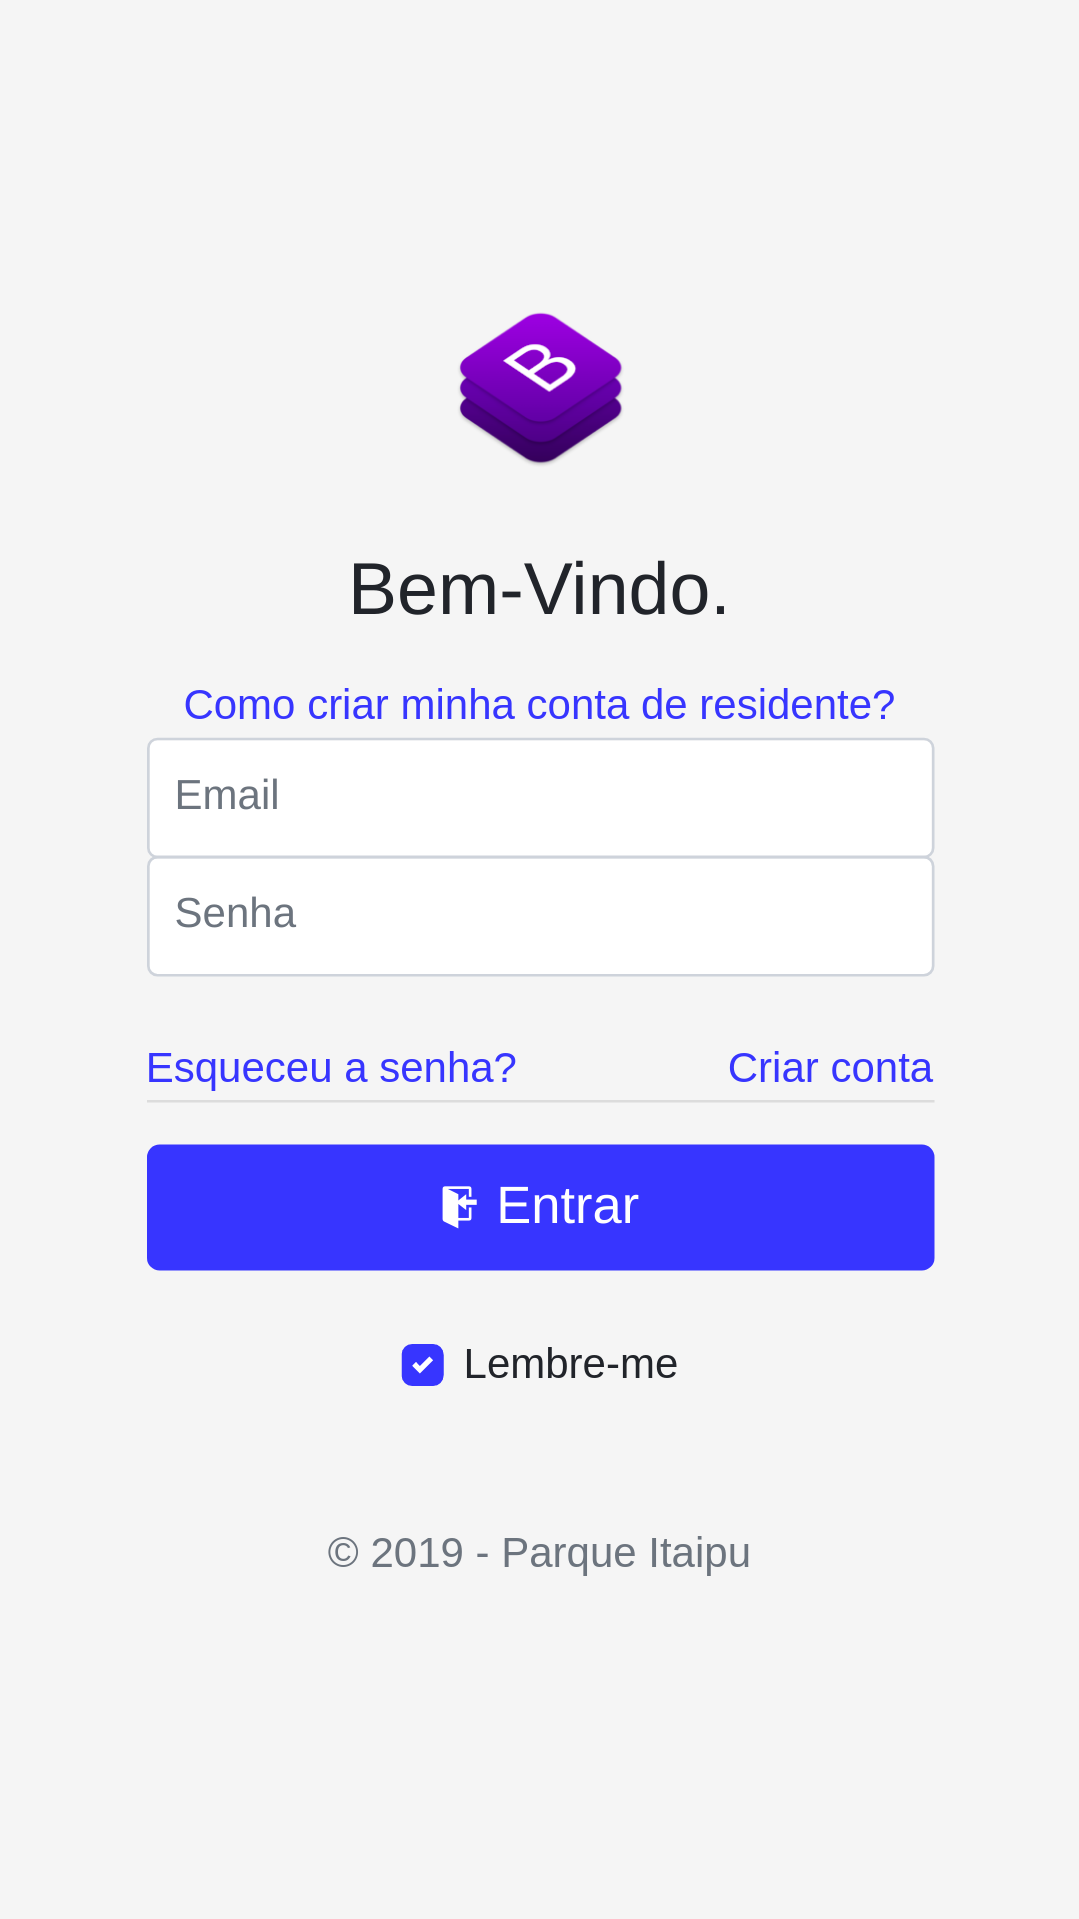 B
Bem-Vindo.
Como criar minha conta de residente?
Email
Senha
Esqueceu a senha? Criar conta
Entrar
Lembre-me
© 2019 - Parque Itaipu